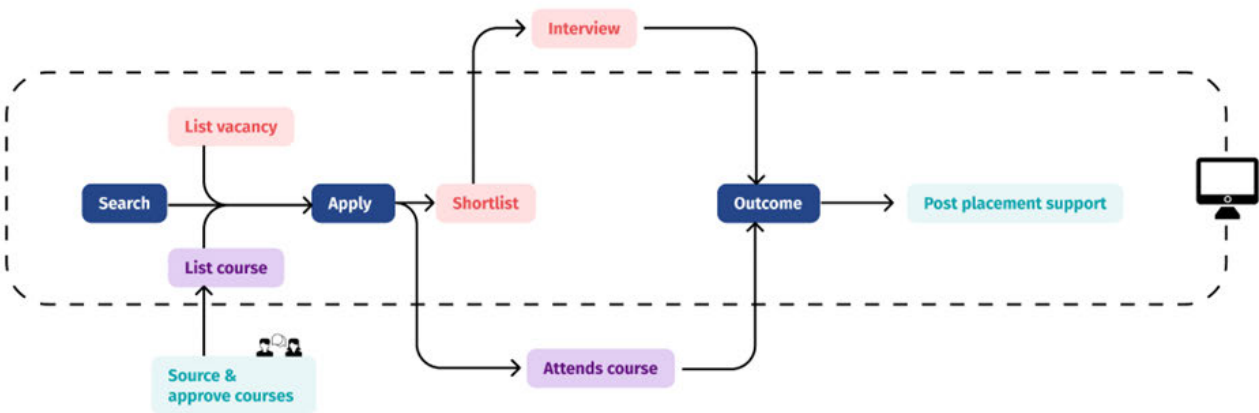 Interview
List vacancy
Search
Apply
Shortlist
Outcome
Post placement support
List course
Attends course
Source &
approve courses